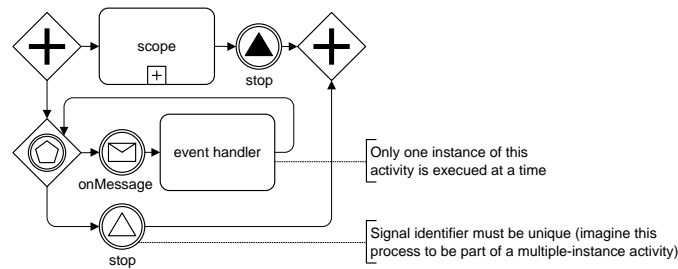 scope
stop
event handler
onMessage
Only one instance of this
activity is execued at a time
stop
Signal identifier must be unique (imagine this
process to be part of a multiple-instance activity)